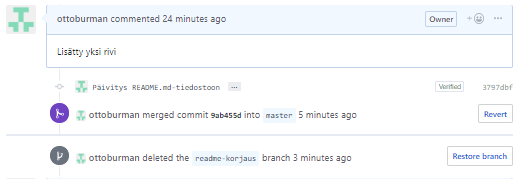 ottoburman commented 24 minutes ago Owner
Lisätty yksi rivi
Päivitys README.md-tiedostoon ... Verified 3797dbf
ottoburman merged commit 9ab455d into master 5 minutes ago Revert
ottoburman deleted the readme-korjaus branch 3 minutes ago Restore branch